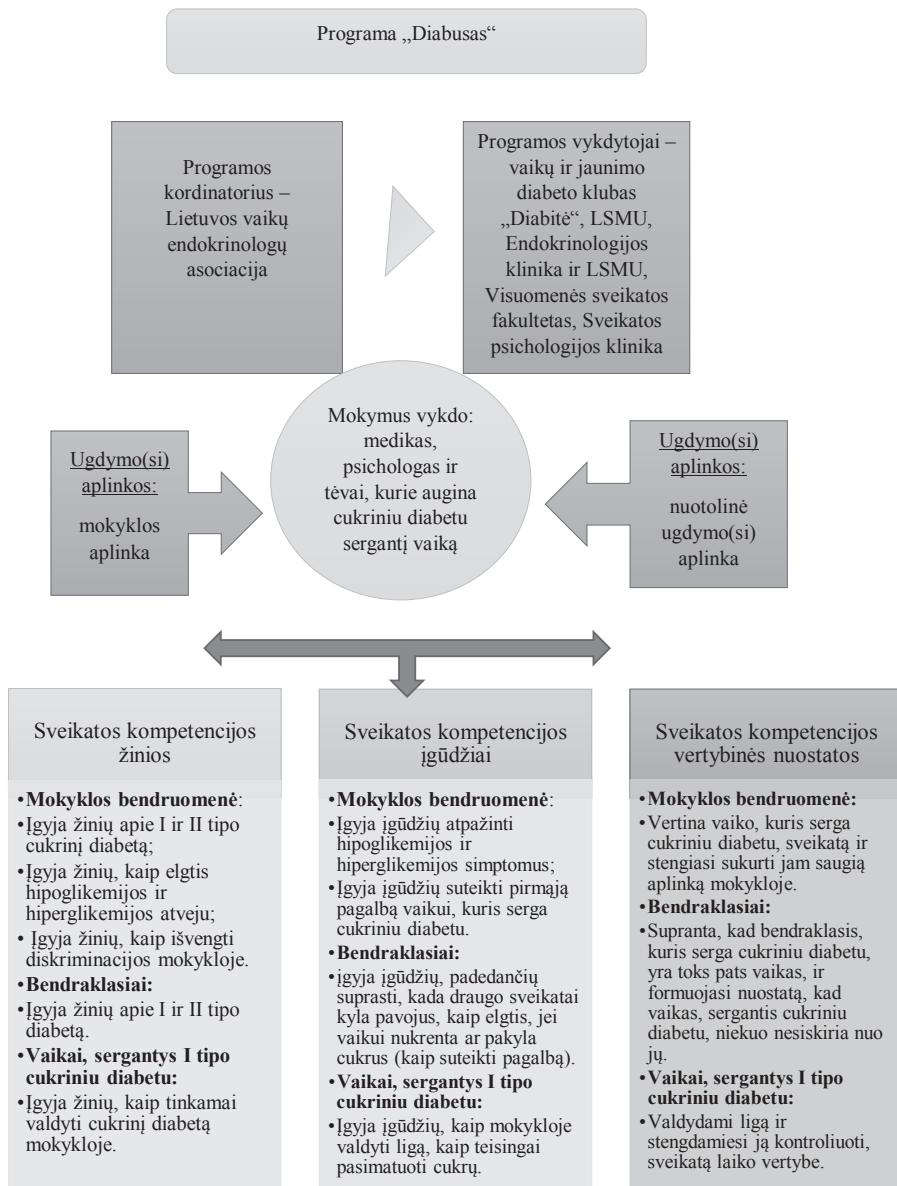 Programa „Diabusas“
Programos
kordinatorius –
Lietuvos vaikų
endokrinologų
asociacija
Programos vykdytojai –
vaikų ir jaunimo
diabeto klubas
„Diabitė“, LSMU,
Endokrinologijos
klinika ir LSMU,
Visuomenės sveikatos
fakultetas, Sveikatos
psichologijos klinika
Mokymus vykdo:
medikas,
psichologas ir
tėvai, kurie augina
cukriniu diabetu
sergantį vaiką
Ugdymo(si)
aplinkos:
mokyklos
aplinka
Ugdymo(si)
aplinkos:
nuotolinė
ugdymo(si)
aplinka
Sveikatos kompetencijos
žinios
•Mokyklos bendruomenė:
•Įgyja žinių apie I ir II tipo
cukrinį diabetą;
•Įgyja žinių, kaip elgtis
hipoglikemijos ir
hiperglikemijos atveju;
• Įgyja žinių, kaip išvengti
diskriminacijos mokykloje.
•Bendraklasiai:
•Įgyja žinių apie I ir II tipo
diabetą.
•Vaikai, sergantys I tipo
cukriniu diabetu:
•Įgyja žinių, kaip tinkamai
valdyti cukrinį diabetą
mokykloje.
Sveikatos kompetencijos
įgūdžiai
•Mokyklos bendruomenė:
•Įgyja įgūdžių atpažinti
hipoglikemijos ir
hiperglikemijos simptomus;
•Įgyja įgūdžių suteikti pirmąją
pagalbą vaikui, kuris serga
cukriniu diabetu.
•Bendraklasiai:
•įgyja įgūdžių, padedančių
suprasti, kada draugo sveikatai
kyla pavojus, kaip elgtis, jei
vaikui nukrenta ar pakyla
cukrus (kaip suteikti pagalbą).
•Vaikai, sergantys I tipo
cukriniu diabetu:
•Įgyja įgūdžių, kaip mokykloje
valdyti ligą, kaip teisingai
pasimatuoti cukrų.
Sveikatos kompetencijos
vertybinės nuostatos
•Mokyklos bendruomenė:
•Vertina vaiko, kuris serga
cukriniu diabetu, sveikatą ir
stengiasi sukurti jam saugią
aplinką mokykloje.
•Bendraklasiai:
•Supranta, kad bendraklasis,
kuris serga cukriniu diabetu,
yra toks pats vaikas, ir
formuojasi nuostatą, kad
vaikas, sergantis cukriniu
diabetu, niekuo nesiskiria nuo
jų.
•Vaikai, sergantys I tipo
cukriniu diabetu:
•Valdydami ligą ir
stengdamiesi ją kontroliuoti,
sveikatą laiko vertybe.